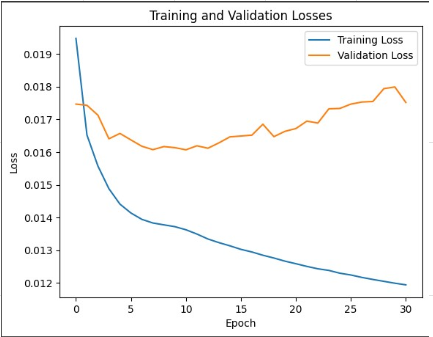 Training and Validation Losses
Training Loss
Validation Loss
Loss
0.019
0.018
0.017
0.016
0.015
0.014
0.013
0.012
0 5 10 15 20 25 30
Epoch